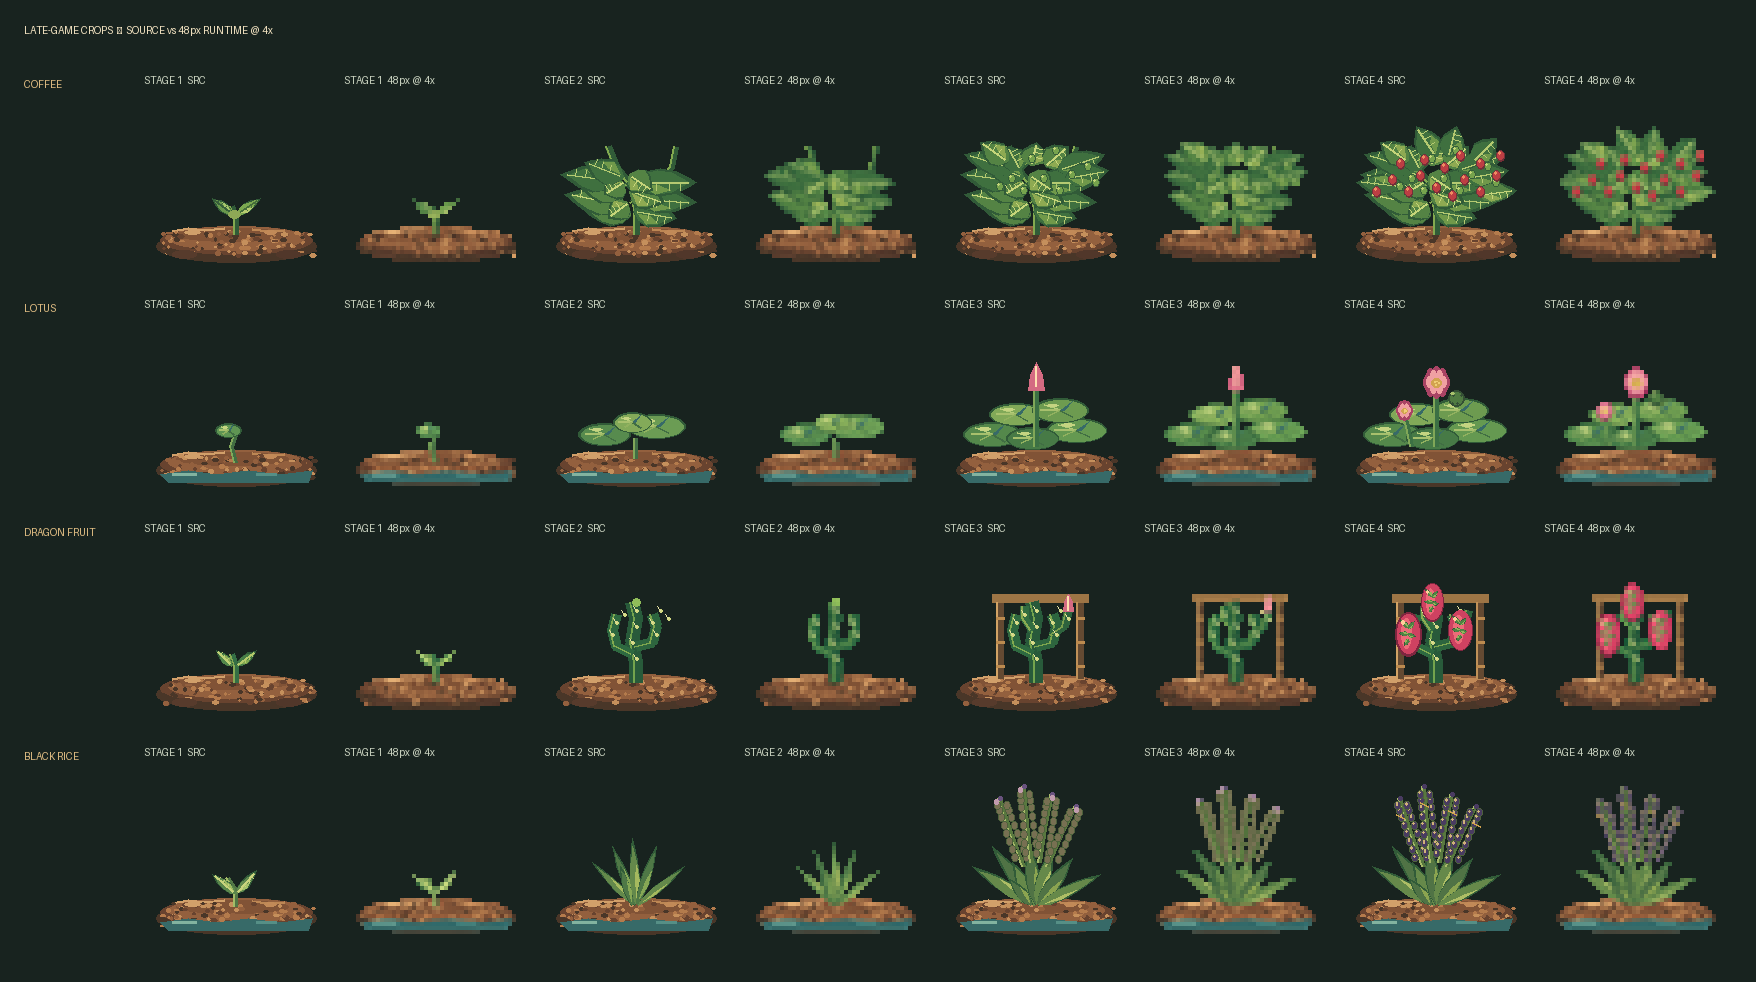 LATE-GAME CROPS ▯ SOURCE vs 48px RUNTIME @ 4x
COFFEE STAGE 1 SRC STAGE 1 48px @ 4x STAGE 2 SRC STAGE 2 48px @ 4x STAGE 3 SRC STAGE 3 48px @ 4x STAGE 4 SRC STAGE 4 48px @ 4x
LOTUS STAGE 1 SRC STAGE 1 48px @ 4x STAGE 2 SRC STAGE 2 48px @ 4x STAGE 3 SRC STAGE 3 48px @ 4x STAGE 4 SRC STAGE 4 48px @ 4x
DRAGON FRUIT STAGE 1 SRC STAGE 1 48px @ 4x STAGE 2 SRC STAGE 2 48px @ 4x STAGE 3 SRC STAGE 3 48px @ 4x STAGE 4 SRC STAGE 4 48px @ 4x
BLACK RICE STAGE 1 SRC STAGE 1 48px @ 4x STAGE 2 SRC STAGE 2 48px @ 4x STAGE 3 SRC STAGE 3 48px @ 4x STAGE 4 SRC STAGE 4 48px @ 4x